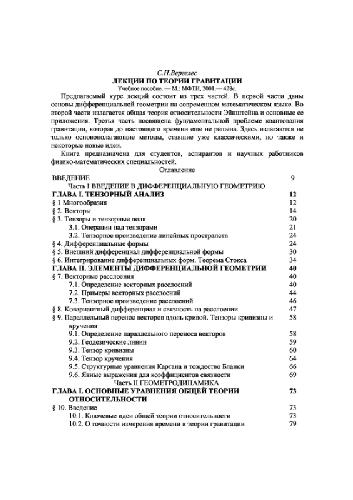 С.Н.Вергелес
ЛЕКЦИИ ПО ТЕОРИИ ГРАВИТАЦИИ
Учебное пособие. — М.: МФТИ, 2001. — 428с.
Предлагаемый курс лекций состоит из трех частей. В первой части даны
основы дифференциальной геометрии на современном математическом языке. Во
второй части излагается общая теория относительности Эйнштейна и основные ее
приложения. Третья часть посвящена фундаментальной проблеме квантования
гравитации, которая до настоящего времени еще не решена. Здесь излагаются не
только основополагающие методы, ставшие уже классическими, но также и
некоторые новые идеи.
Книга предназначена для студентов, аспирантов и научных работников
физико-математических специальностей.
Оглавление
ВВЕДЕНИЕ 9
Часть I ВВЕДЕНИЕ В ДИФФЕРЕНЦИАЛЬНУЮ ГЕОМЕТРИЮ
ГЛАВА I. ТЕНЗОРНЫЙ АНАЛИЗ 12
§ 1 Многообразия 12
§ 2. Векторы 14
§ 3. Тензоры и тензорные поля 20
3.1. Операции над тензорами 21
3.2. Тензорное произведение линейных пространств 24
§ 4. Дифференциальные формы 24
§ 5. Внешний дифференциал дифференциальной формы 30
§ 6. Интегрирование дифференциальных форм. Теорема Стокса 34
ГЛАВА II. ЭЛЕМЕНТЫ ДИФФЕРЕНЦИАЛЬНОЙ ГЕОМЕТРИИ 40
§ 7. Векторные расслоения 40
7.1. Определение векторных расслоений 40
7.2. Примеры векторных расслоений 44
7.3. Тензорное произведение расслоений 46
§ 8. Ковариантный дифференциал и связность на расслоении 47
§ 9. Параллельный перенос векторов вдоль кривой. Тензоры кривизны и 58
кручения
9.1. Определение параллельного переноса векторов 58
9.2. Геодезические линии 59
9.3. Тензор кривизны 60
9.4. Тензор кручения 64
9.5. Структурные уравнения Картана и тождество Бианки 66
9.6. Явные выражения для коэффициентов связности 69
Часть II ГЕОМЕТРОДИНАМИКА
ГЛАВА I. ОСНОВНЫЕ УРАВНЕНИЯ ОБЩЕЙ ТЕОРИИ 73
ОТНОСИТЕЛЬНОСТИ
§ 10. Введение 73
10.1. Ключевые идеи общей теории относительности 73
10.2. О точности измерения времени в теории гравитации 79